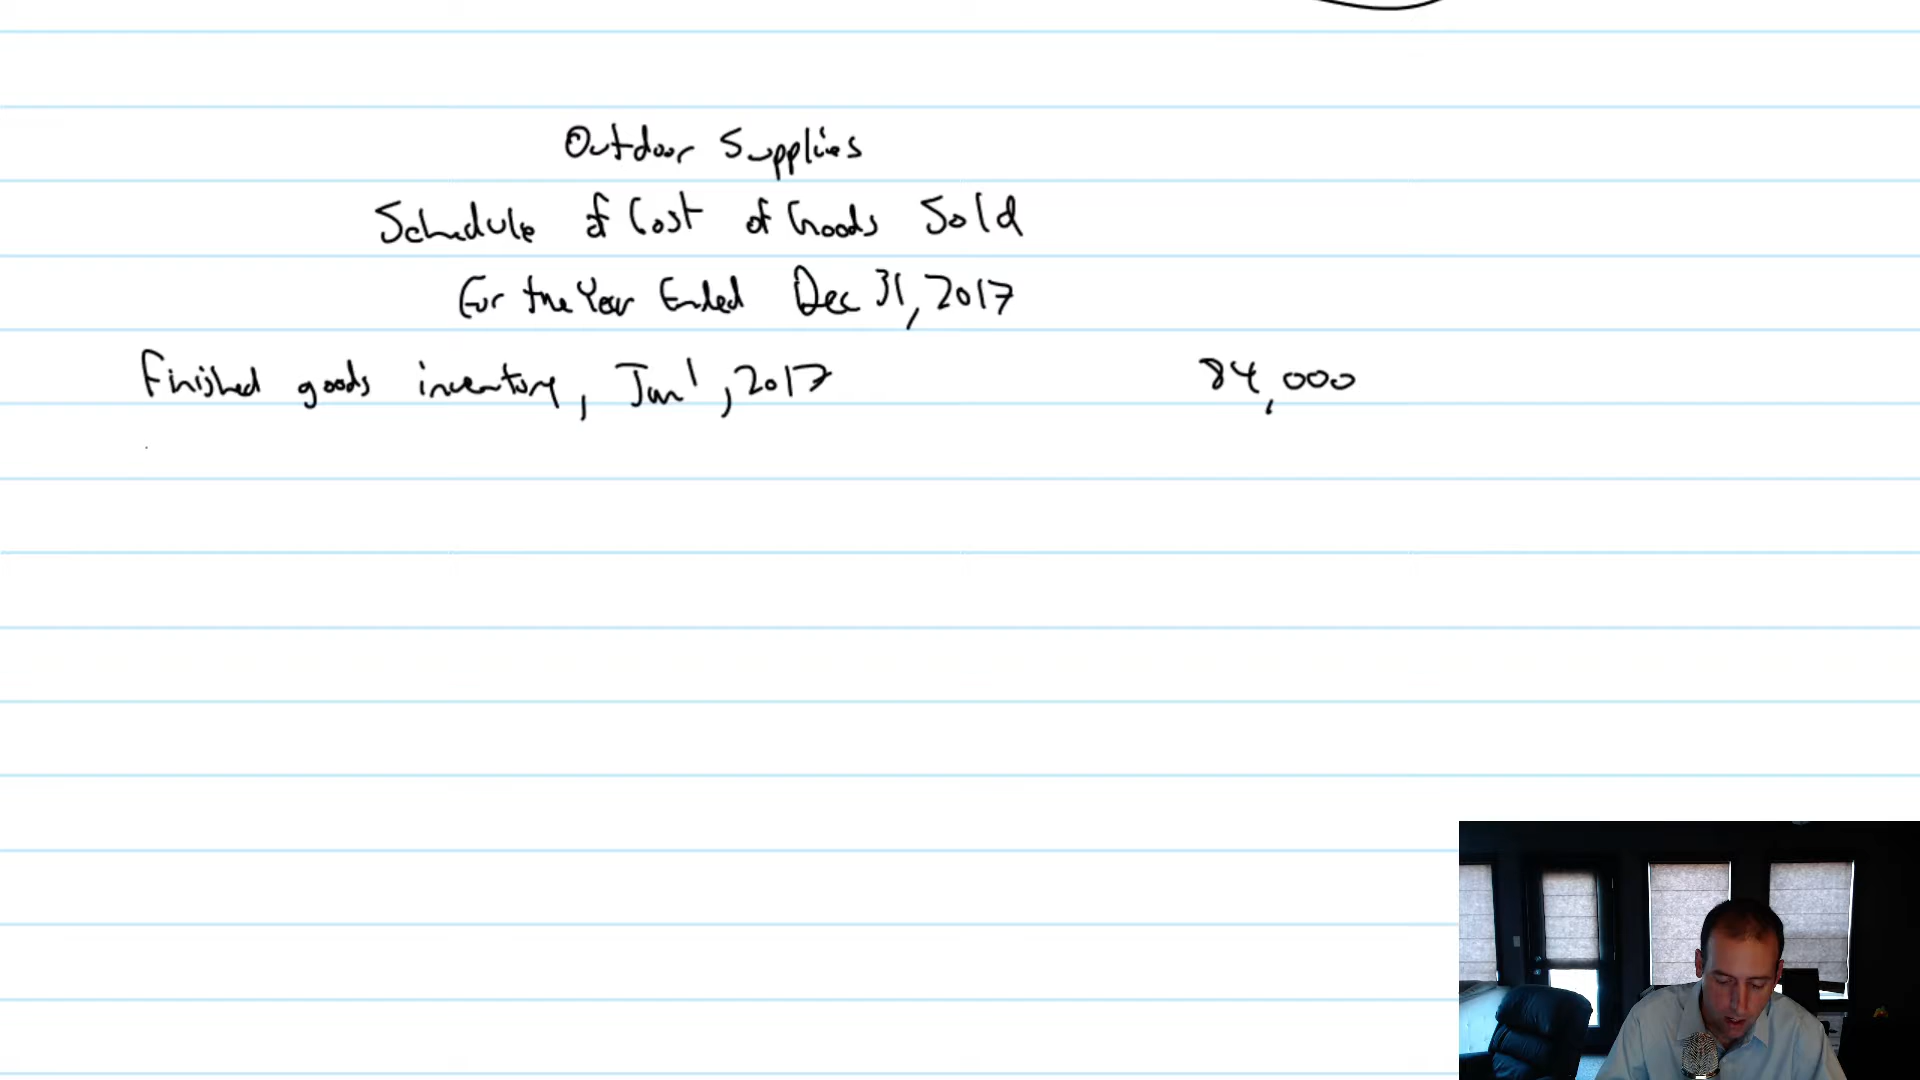 Outdoor Supplies
Schedule of Cost of Goods Sold
For the Year Ended Dec 31, 2017
Finished goods inventory, Jan 1, 2017 84,000